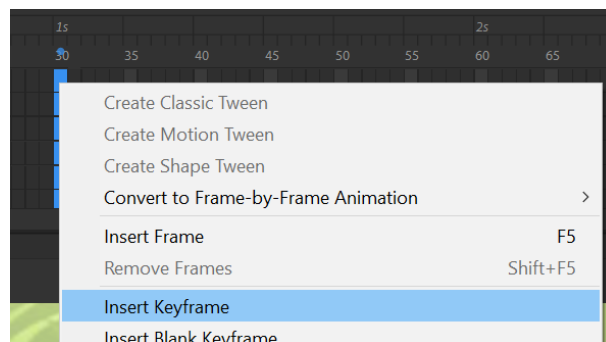 1s 2s
30 35 40 45 50 55 60 65
Create Classic Tween
Create Motion Tween
Create Shape Tween
Convert to Frame-by-Frame Animation >
Insert Frame F5
Remove Frames Shift+F5
Insert Keyframe
Insert Blank Keyframe